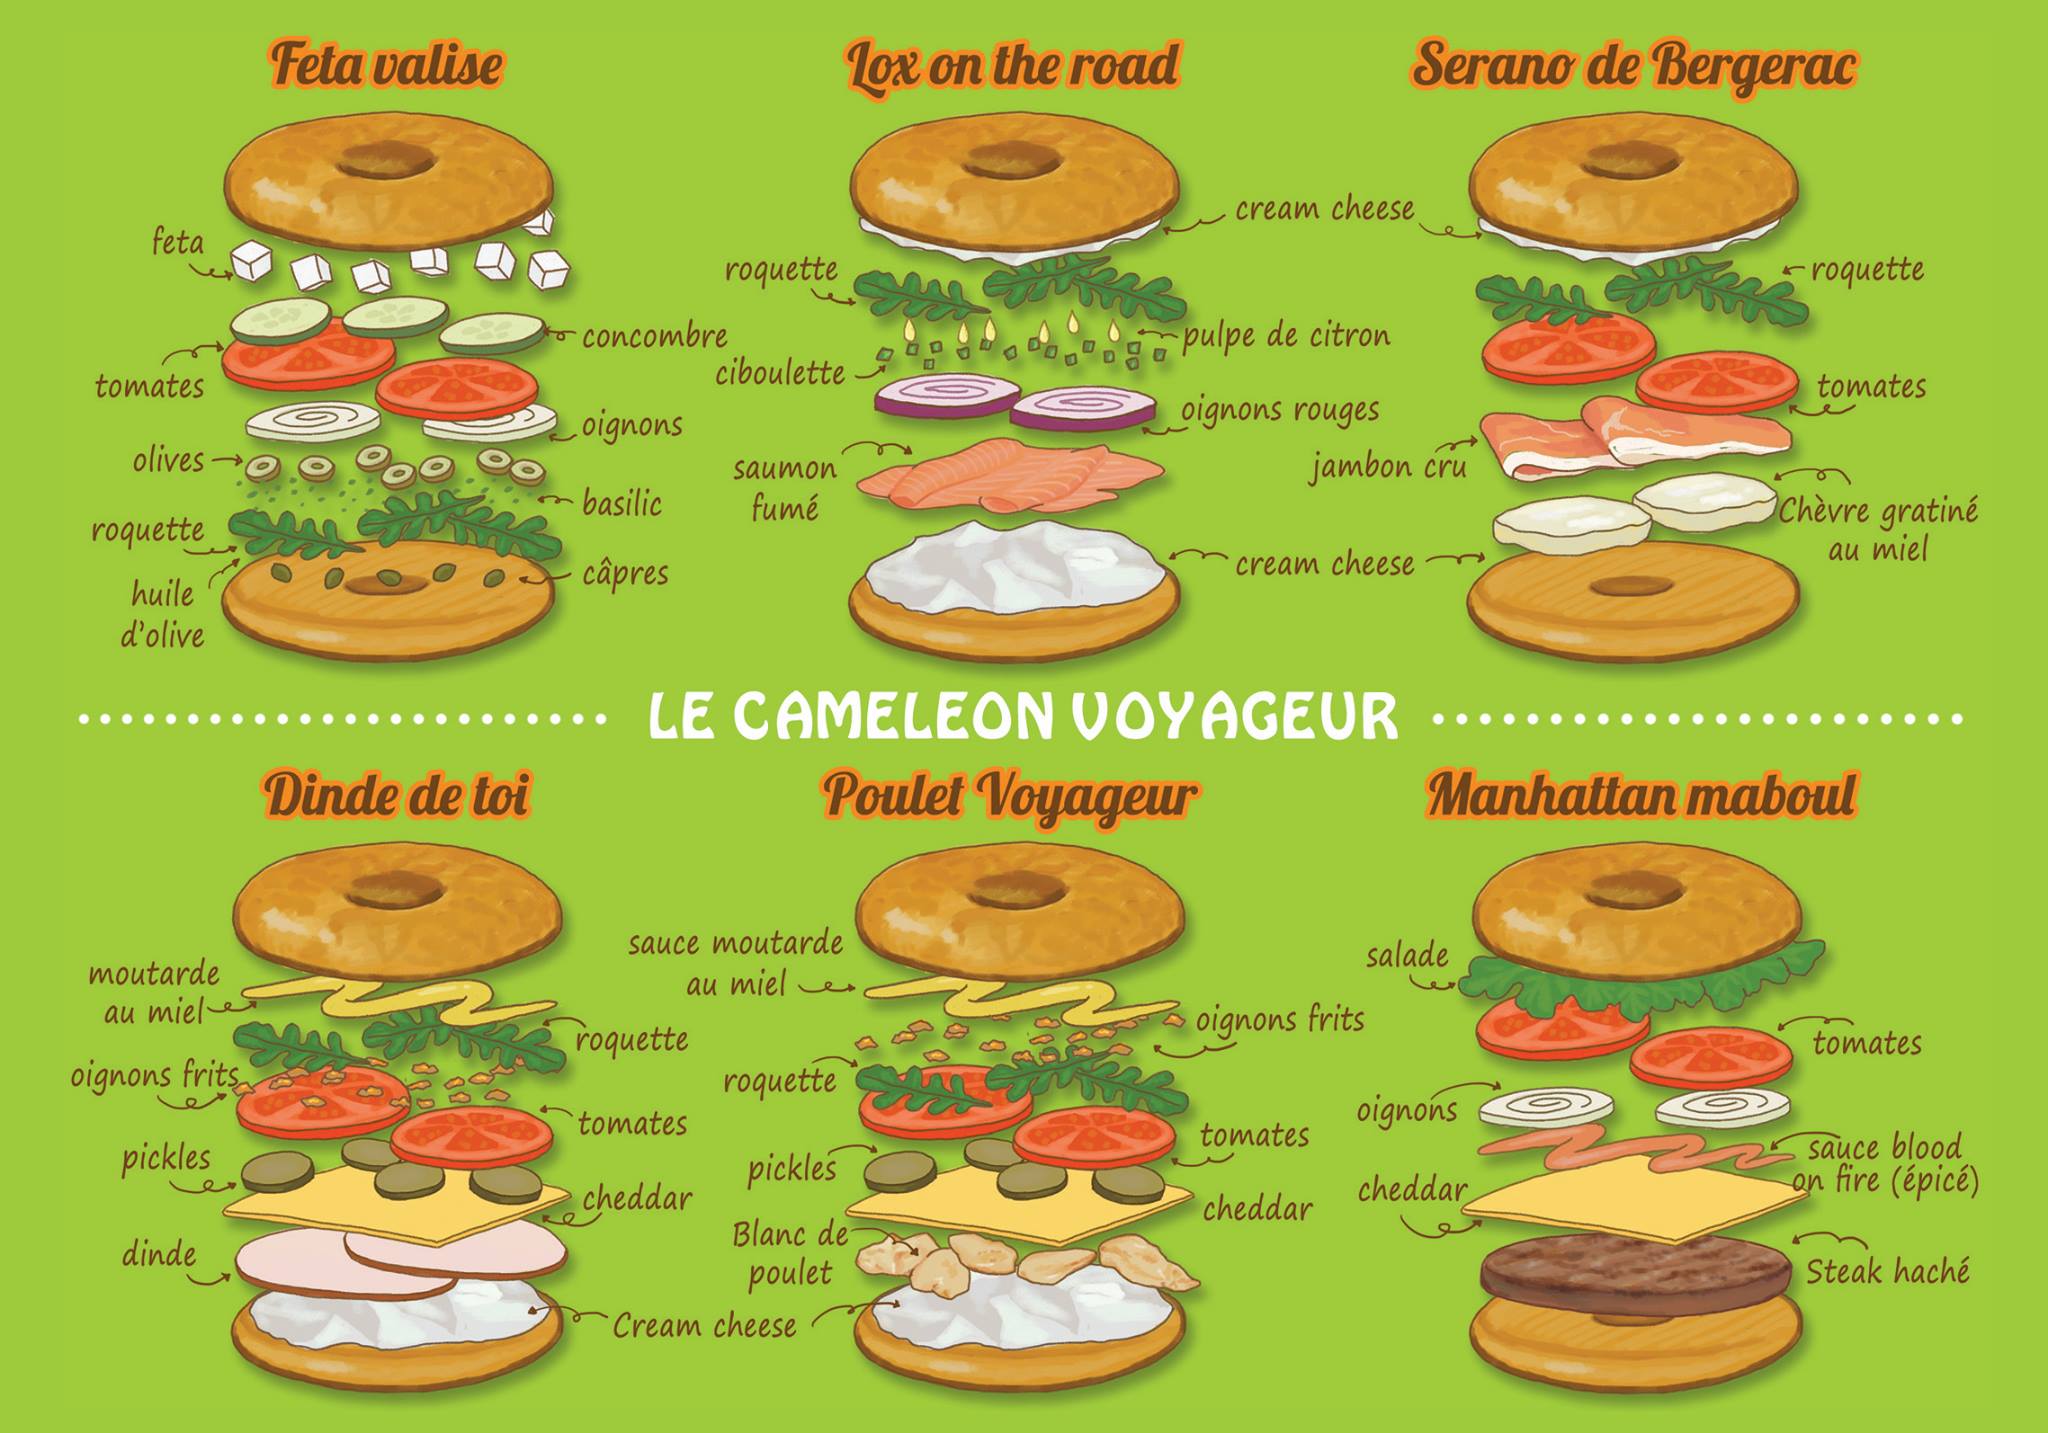 Feta valise
feta
concombre
tomates
oignons
olives
basilic
roquette
câpres
huile
d'olive
Lox on the road
cream cheese
roquette
pulpe de citron
ciboulette
oignons rouges
saumon
fumé
cream cheese
Serano de Bergerac
roquette
tomates
jambon cru
Chèvre gratiné
au miel
LE CAMELEON VOYAGEUR
Dinde de toi
moutarde
au miel
roquette
oignons frits
tomates
pickles
cheddar
dinde
Cream cheese
Poulet Voyageur
sauce moutarde
au miel
oignons frits
roquette
tomates
pickles
cheddar
Blanc de
poulet
Manhattan maboul
salade
tomates
oignons
sauce blood
on fire (épicé)
cheddar
Steak haché